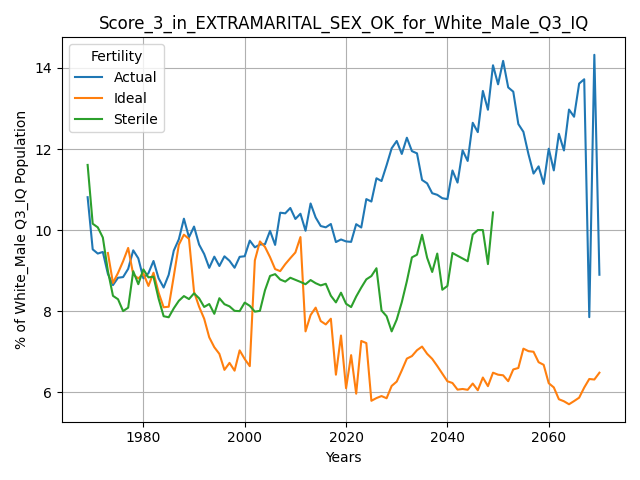 Score_3_in_EXTRAMARITAL_SEX_OK_for_White_Male_Q3_IQ
Fertility
Actual
Ideal
Sterile
% of White_Male Q3_IQ Population
14
12
10
8
6
1980
2000
2020
2040
2060
Years